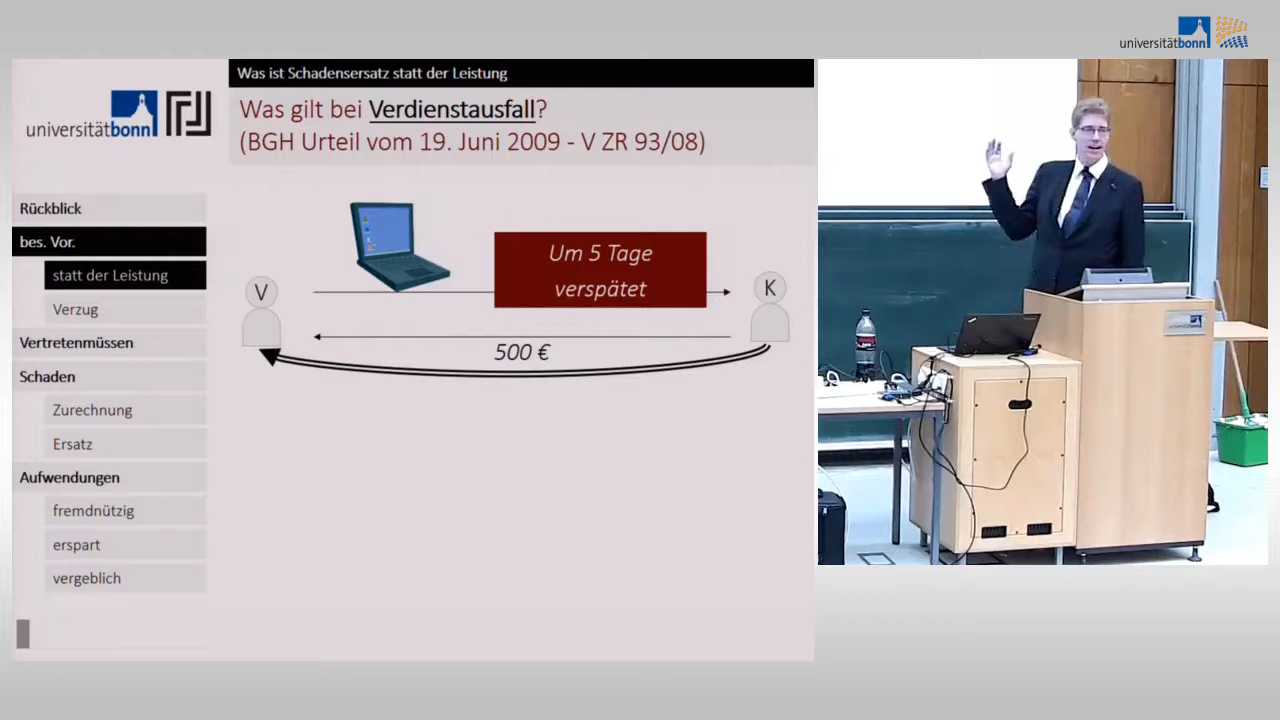 universitätbonn
Was ist Schadensersatz statt der Leistung
universitätbonn
Was gilt bei Verdienstausfall?
(BGH Urteil vom 19. Juni 2009 - V ZR 93/08)
Rückblick
bes. Vor.
statt der Leistung
Verzug
Vertretenmüssen
Schaden
Zurechnung
Ersatz
Aufwendungen
fremdnützig
erspart
vergeblich
Um 5 Tage
verspätet
V
K
500 €